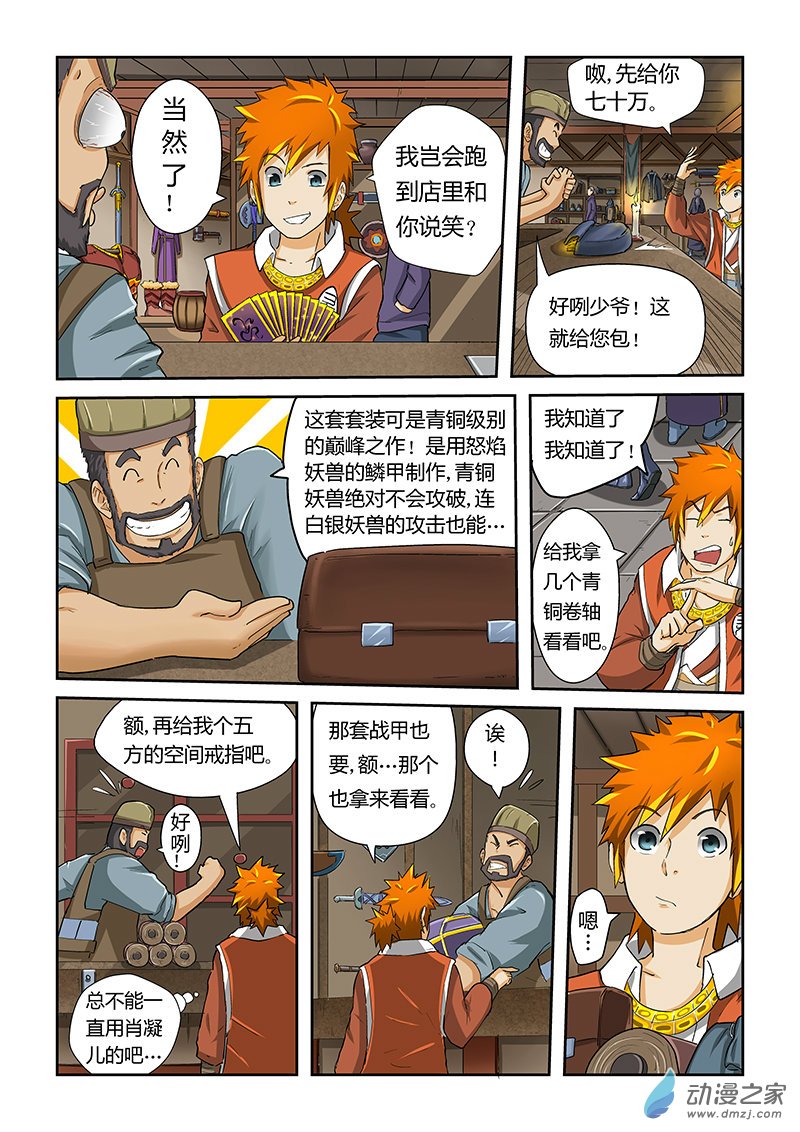 当
然
了
！
我岂会跑
到店里和
你说笑？
呶，先给你
七十万。
好咧少爷！这
就给您包！
这套套装可是青铜级别
的巅峰之作！是用怒焰
妖兽的鳞甲制作，青铜
妖兽绝对不会攻破，连
白银妖兽的攻击也能…
我知道了
我知道了！
给我拿
几个青
铜卷轴
看看吧。
额，再给我个五
方的空间戒指吧。
好
咧
！
总不能一
直用肖凝
儿的吧…
那套战甲也
要，额…那个
也拿来看看。
诶
！
嗯
…
动漫之家
www.dmzj.com